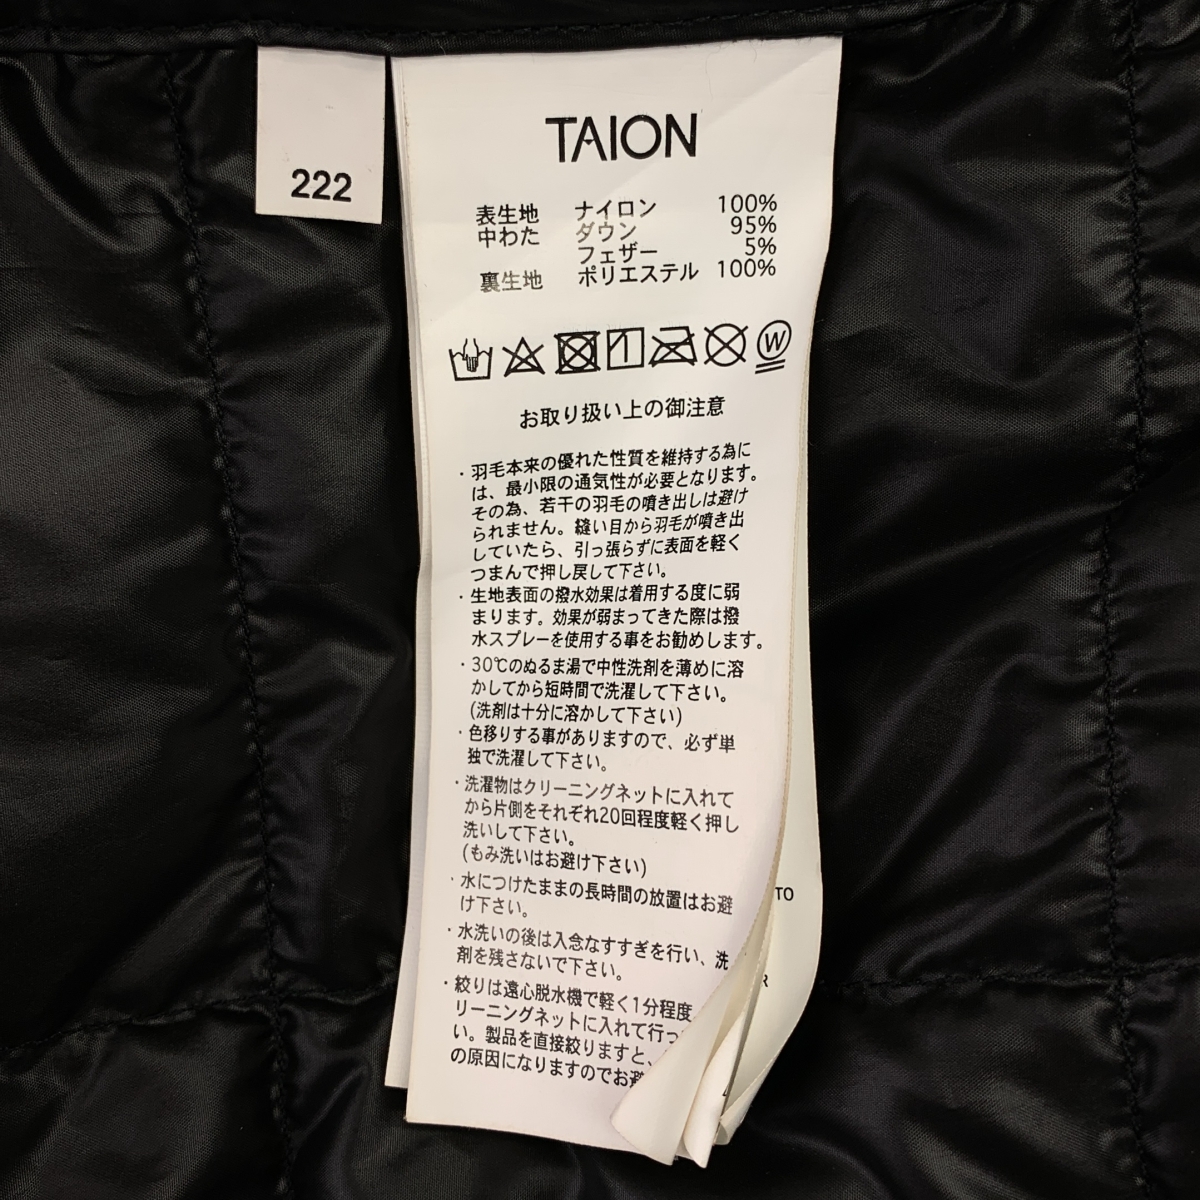 222
TAION
表生地 ナイロン 100%
中わた ダウン 95%
フェザー 5%
裏生地 ポリエステル 100%
W
お取り扱い上の御注意
・羽毛本来の優れた性質を維持する為に
は、最小限の通気性が必要となります。
その為、若干の羽毛の噴き出しは避け
られません。縫い目から羽毛が噴き出
していたら、引っ張らずに表面を軽く
つまんで押し戻して下さい。
・生地表面の撥水効果は着用する度に弱
まります。効果が弱まってきた際は撥
水スプレーを使用する事をお勧めします。
・30℃のぬるま湯で中性洗剤を薄めに溶
かしてから短時間で洗濯して下さい。
(洗剤は十分に溶かして下さい)
・色移りする事がありますので、必ず単
独で洗濯して下さい。
・洗濯物はクリーニングネットに入れて
から片側をそれぞれ20回程度軽く押し
洗いして下さい。
(もみ洗いはお避け下さい)
・水につけたままの長時間の放置はお避
け下さい。
・水洗いの後は入念なすすぎを行い、洗
剤を残さないで下さい。
・絞りは遠心脱水機で軽く1分程度、
リーニングネットに入れて行っ
い。製品を直接絞りますと、
の原因になりますのでお避
TO
R